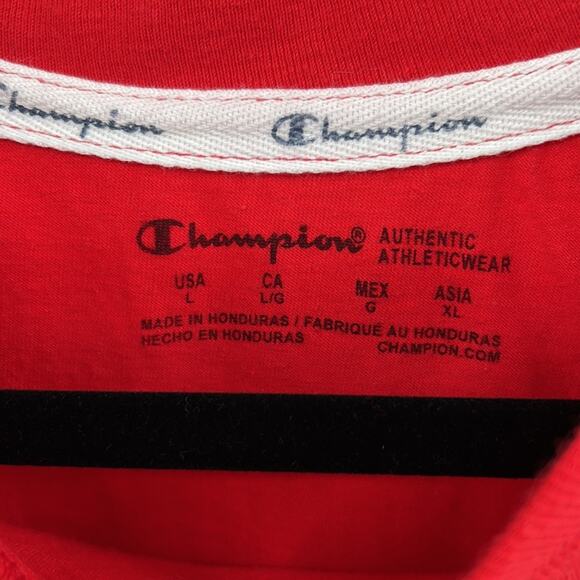 Champion Champion
Champion® AUTHENTIC
ATHLETICWEAR
USA CA MEX ASIA
L L/G G XL
MADE IN HONDURAS / FABRIQUÉ AU HONDURAS
HECHO EN HONDURAS CHAMPION.COM